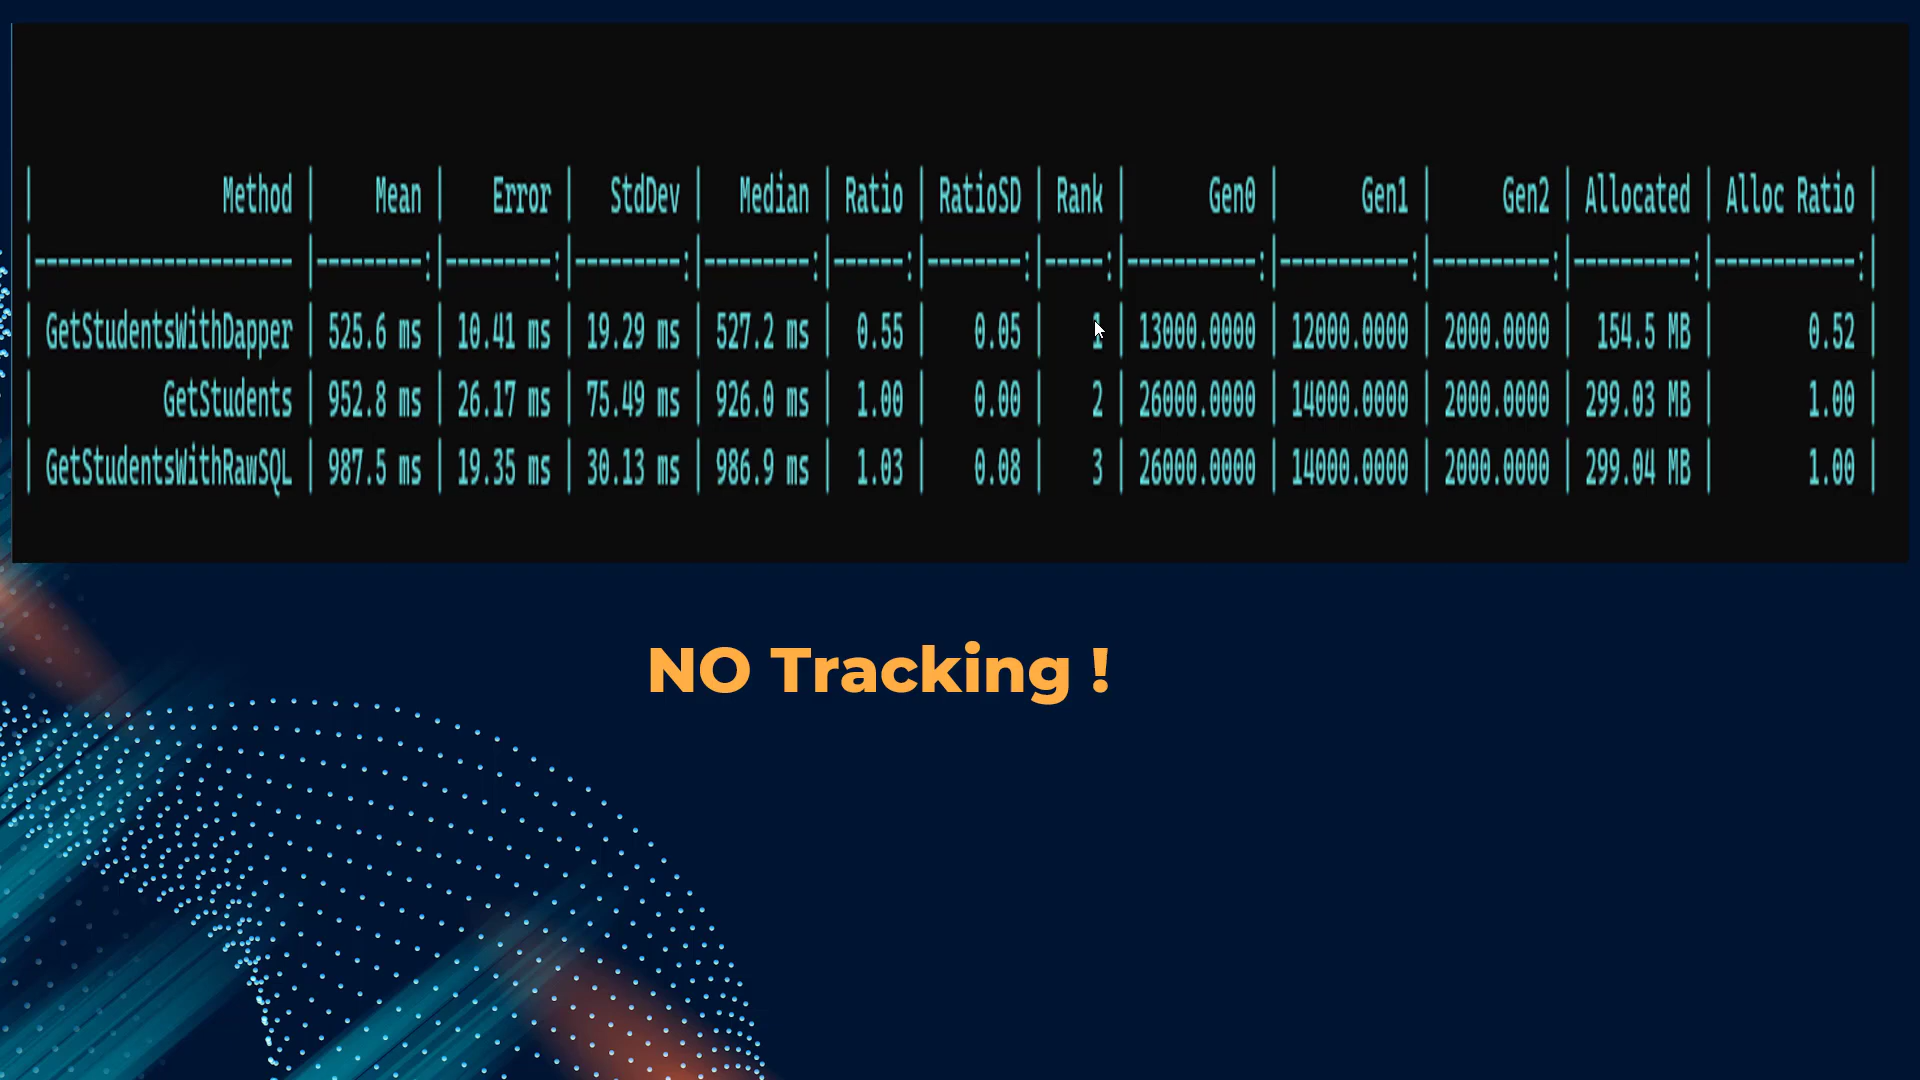 | Method | Mean | Error | StdDev | Median | Ratio | RatioSD | Rank | Gen0 | Gen1 | Gen2 | Allocated | Alloc Ratio |
|---------------------- |---------:|---------:|---------:|---------:|------:|--------:|-----:|-----------:|-----------:|----------:|----------:|------------:|
| GetStudentsWithDapper | 525.6 ms | 10.41 ms | 19.29 ms | 527.2 ms | 0.55 | 0.05 | 1 | 13000.0000 | 12000.0000 | 2000.0000 | 154.5 MB | 0.52 |
| GetStudents | 952.8 ms | 26.17 ms | 75.49 ms | 926.0 ms | 1.00 | 0.00 | 2 | 26000.0000 | 14000.0000 | 2000.0000 | 299.03 MB | 1.00 |
| GetStudentsWithRawSQL | 987.5 ms | 19.35 ms | 30.13 ms | 986.9 ms | 1.03 | 0.08 | 3 | 26000.0000 | 14000.0000 | 2000.0000 | 299.04 MB | 1.00 |
NO Tracking !